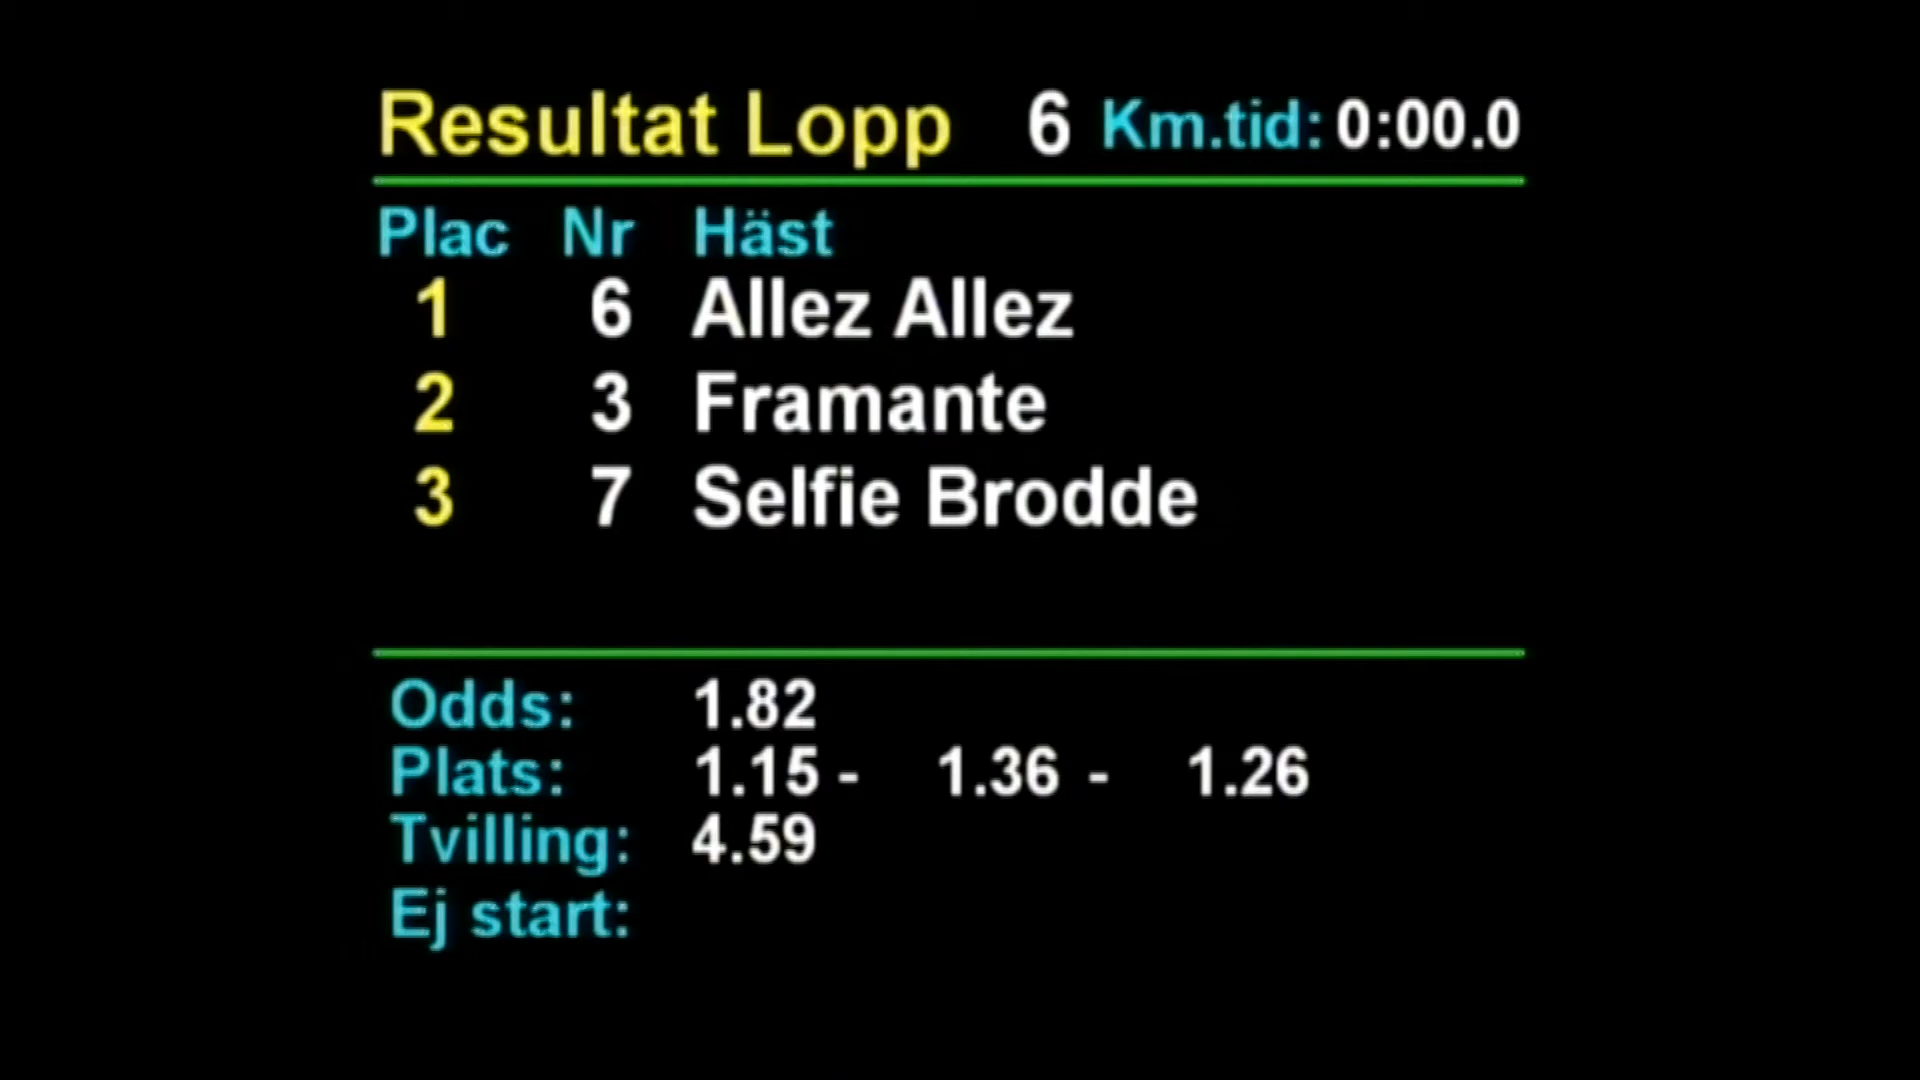 Resultat Lopp 6 Km.tid: 0:00.0
Plac Nr Häst
1 6 Allez Allez
2 3 Framante
3 7 Selfie Brodde
Odds: 1.82
Plats: 1.15 - 1.36 - 1.26
Tvilling: 4.59
Ej start: